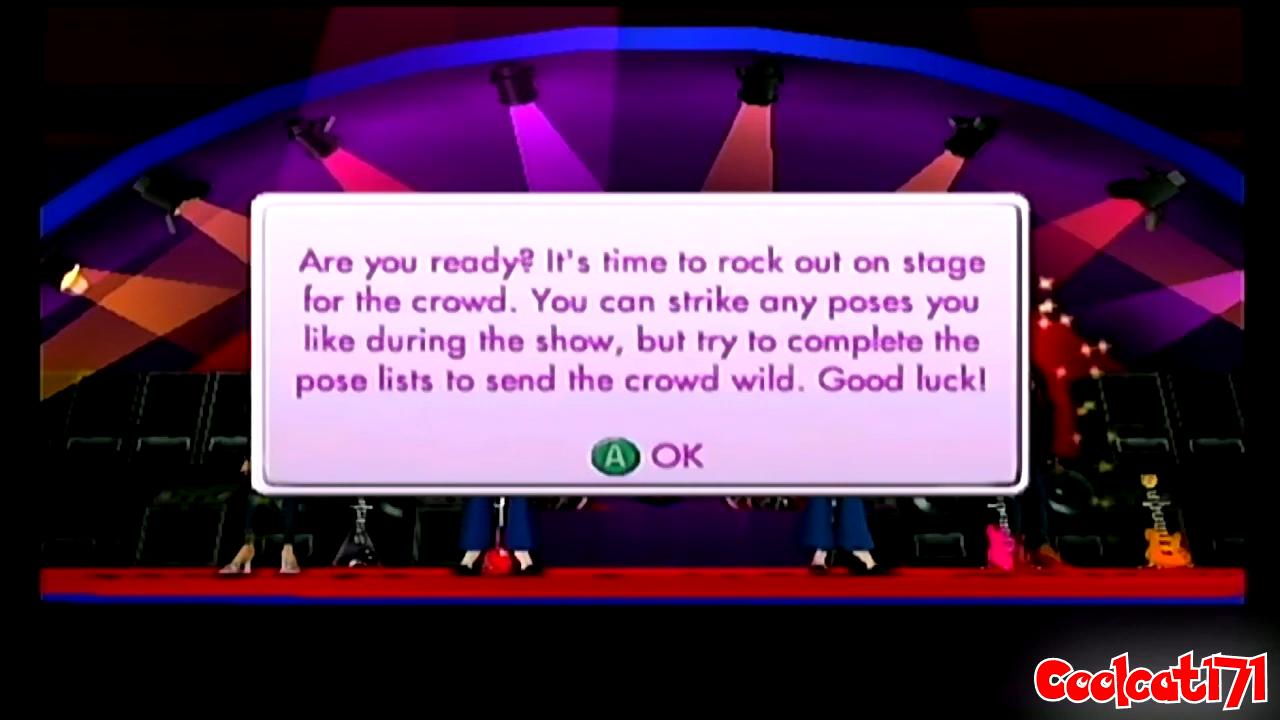 Are you ready? It's time to rock out on stage
for the crowd. You can strike any poses you
like during the show, but try to complete the
pose lists to send the crowd wild. Good luck!
A OK
Coolcat171